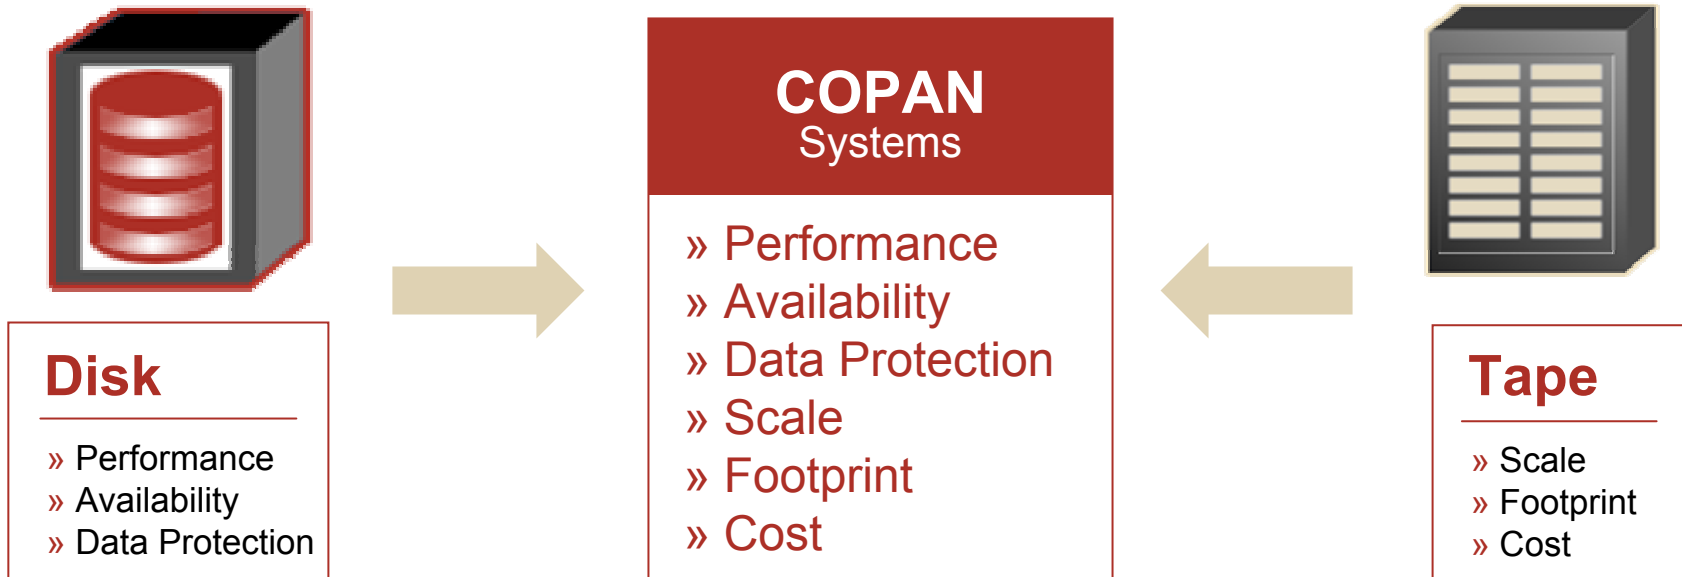 Disk
» Performance
» Availability
» Data Protection
COPAN
Systems
» Performance
» Availability
» Data Protection
» Scale
» Footprint
» Cost
Tape
» Scale
» Footprint
» Cost